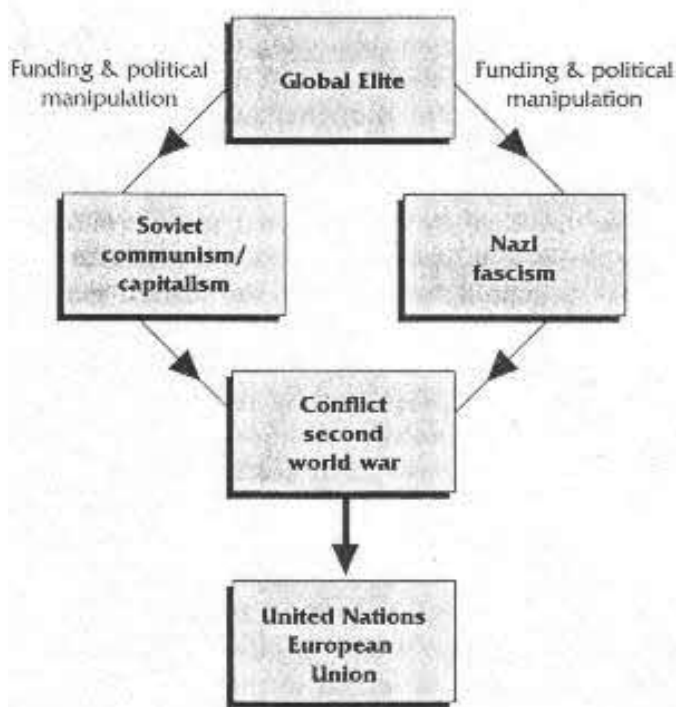 Funding & political
manipulation
Global Elite
Funding & political
manipulation
Soviet
communism/
capitalism
Nazi
fascism
Conflict
second
world war
United Nations
European
Union